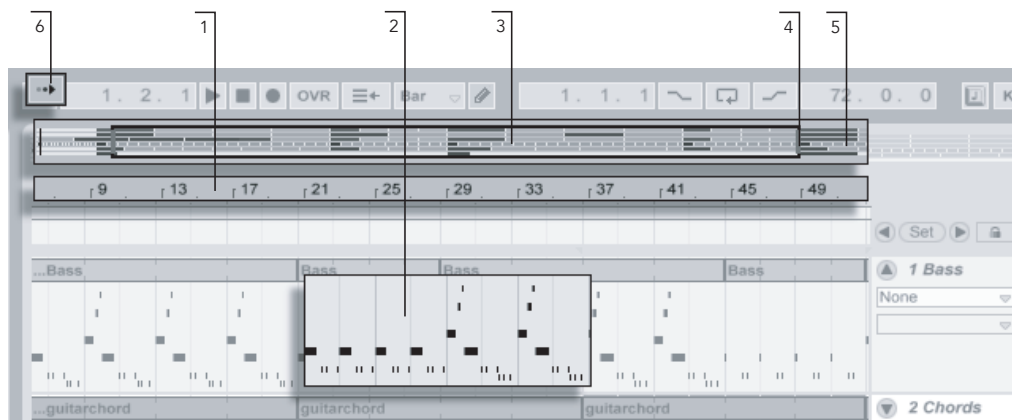 6 1 2 3 4 5
1 . 2 . 1 OVR Bar 1 . 1 . 1 72 . 0 . 0 K
9 13 17 21 25 29 33 37 41 45 49
Set
...Bass Bass Bass Bass 1 Bass
None
...guitarchord guitarchord guitarchord 2 Chords